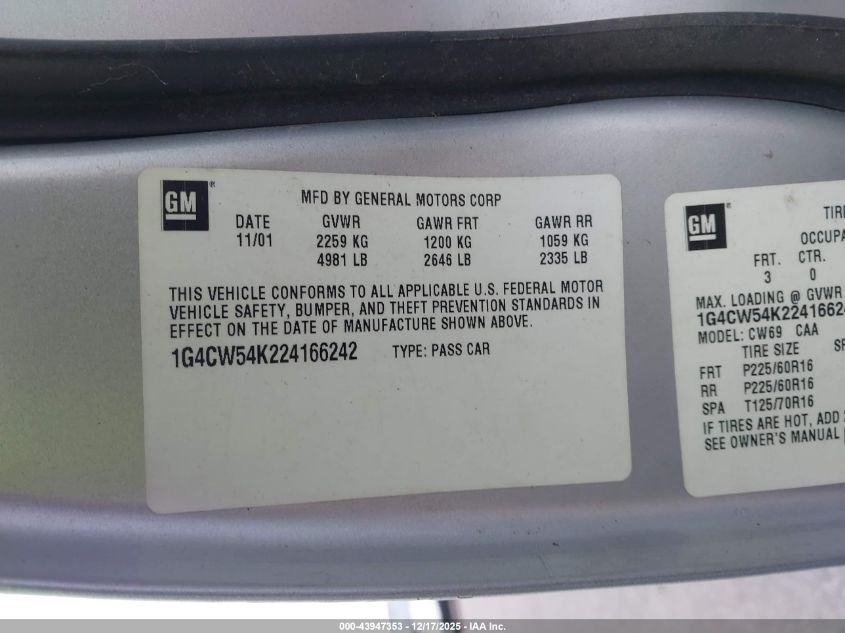 GM ®
MFD BY GENERAL MOTORS CORP
DATE GVWR GAWR FRT GAWR RR
11/01 2259 KG 1200 KG 1059 KG
4981 LB 2646 LB 2335 LB
THIS VEHICLE CONFORMS TO ALL APPLICABLE U.S. FEDERAL MOTOR
VEHICLE SAFETY, BUMPER, AND THEFT PREVENTION STANDARDS IN
EFFECT ON THE DATE OF MANUFACTURE SHOWN ABOVE.
1G4CW54K224166242 TYPE: PASS CAR
GM ®
TIRE
OCCUPA
FRT. CTR.
3 0
MAX. LOADING @ GVWR
1G4CW54K22416624
MODEL: CW69 CAA
TIRE SIZE SP
FRT P225/60R16
RR P225/60R16
SPA T125/70R16
IF TIRES ARE HOT, ADD
SEE OWNER'S MANUAL
000-43947353 - 12/17/2025 - IAA Inc.